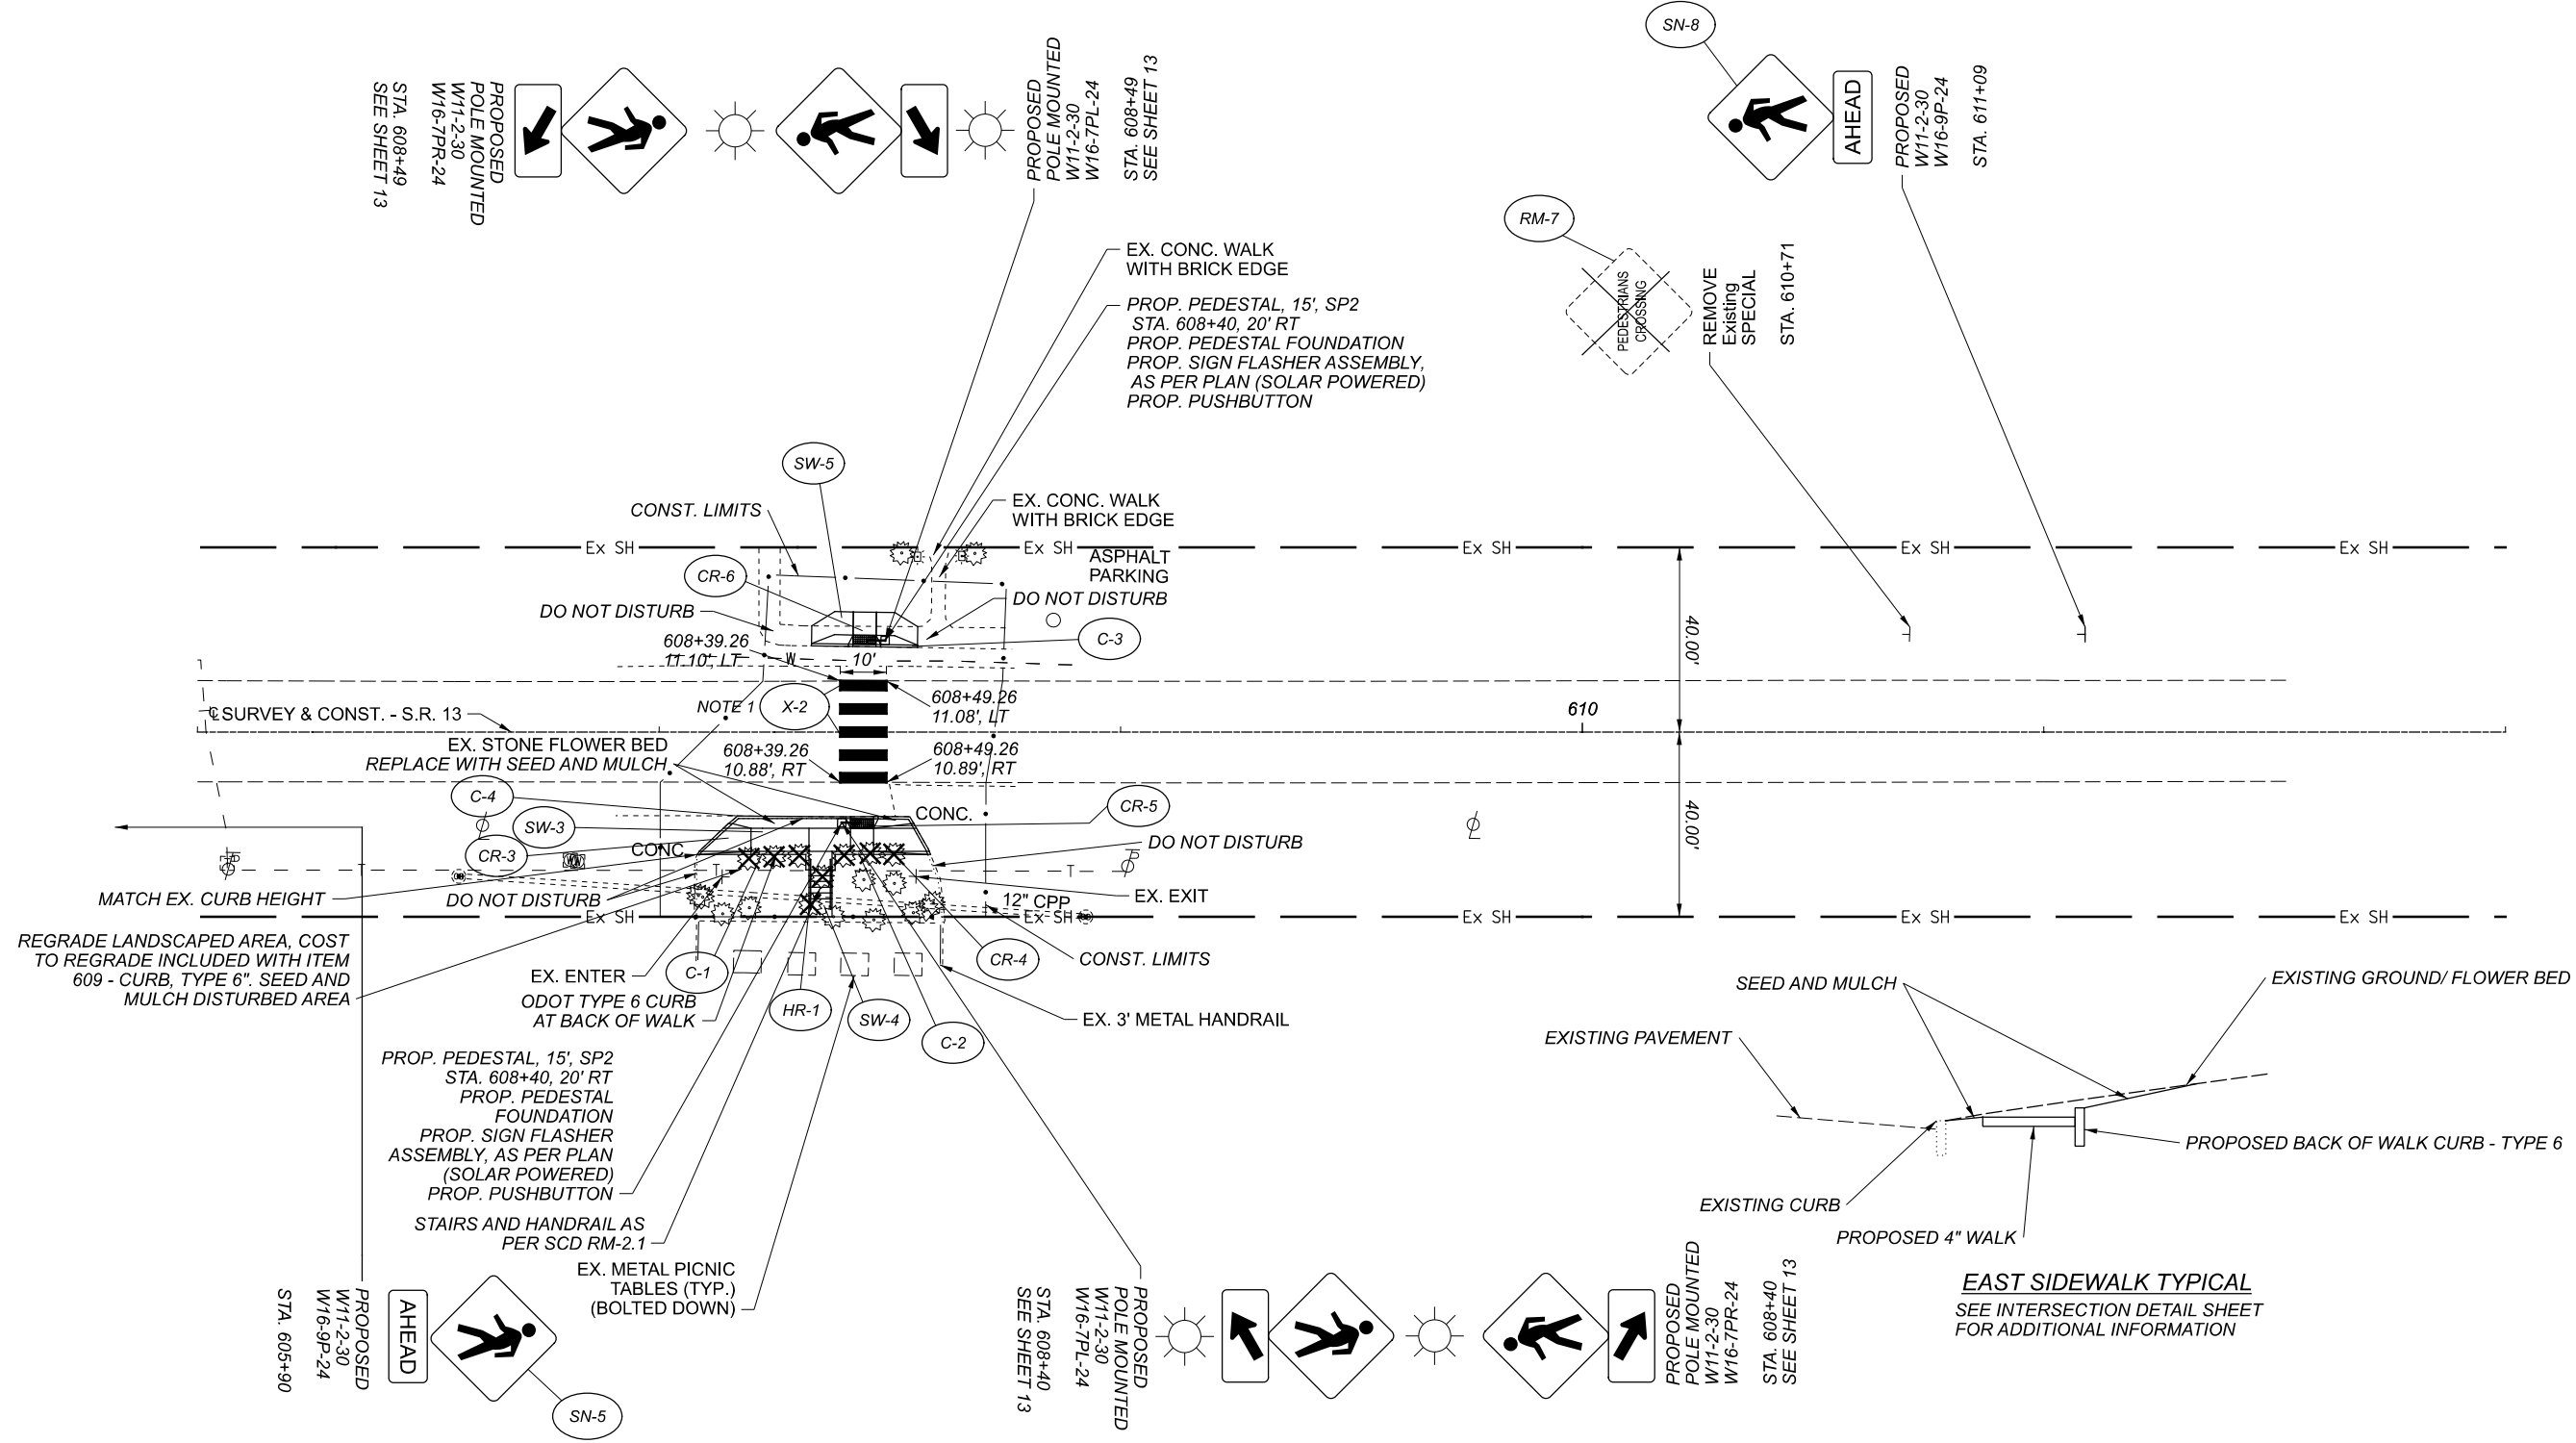 SN-8
PROPOSED
POLE MOUNTED
W11-2-30
W16-7PR-24
STA. 608+49
SEE SHEET 13
PROPOSED
POLE MOUNTED
W11-2-30
W16-7PL-24
STA. 608+49
SEE SHEET 13
AHEAD
PROPOSED
W11-2-30
W16-9P-24
STA. 611+09
RM-7
PEDESTRIANS
CROSSING
REMOVE
Existing
SPECIAL
STA. 610+71
EX. CONC. WALK
WITH BRICK EDGE
PROP. PEDESTAL, 15', SP2
STA. 608+40, 20' RT
PROP. PEDESTAL FOUNDATION
PROP. SIGN FLASHER ASSEMBLY,
AS PER PLAN (SOLAR POWERED)
PROP. PUSHBUTTON
SW-5
CONST. LIMITS
EX. CONC. WALK
WITH BRICK EDGE
Ex SH
Ex SH
Ex SH
Ex SH
Ex SH
ASPHALT
PARKING
CR-6
DO NOT DISTURB
DO NOT DISTURB
C-3
608+39.26
11.10', LT
W
10'
40.00'
NOTE 1
X-2
608+49.26
11.08', LT
SURVEY & CONST. - S.R. 13
610
EX. STONE FLOWER BED
REPLACE WITH SEED AND MULCH
608+39.26
10.88', RT
608+49.26
10.89', RT
40.00'
C-4
SW-3
CR-3
CONC.
CONC.
CR-5
DO NOT DISTURB
T
T
T
MATCH EX. CURB HEIGHT
DO NOT DISTURB
EX. EXIT
12" CPP
Ex SH
Ex SH
Ex SH
Ex SH
Ex SH
REGRADE LANDSCAPED AREA, COST
TO REGRADE INCLUDED WITH ITEM
609 - CURB, TYPE 6". SEED AND
MULCH DISTURBED AREA
C-1
EX. ENTER
ODOT TYPE 6 CURB
AT BACK OF WALK
HR-1
SW-4
C-2
CR-4
CONST. LIMITS
EX. 3' METAL HANDRAIL
PROP. PEDESTAL, 15', SP2
STA. 608+40, 20' RT
PROP. PEDESTAL
FOUNDATION
PROP. SIGN FLASHER
ASSEMBLY, AS PER PLAN
(SOLAR POWERED)
PROP. PUSHBUTTON
STAIRS AND HANDRAIL AS
PER SCD RM-2.1
EX. METAL PICNIC
TABLES (TYP.)
(BOLTED DOWN)
SEED AND MULCH
EXISTING GROUND/ FLOWER BED
EXISTING PAVEMENT
PROPOSED BACK OF WALK CURB - TYPE 6
EXISTING CURB
PROPOSED 4" WALK
EAST SIDEWALK TYPICAL
SEE INTERSECTION DETAIL SHEET
FOR ADDITIONAL INFORMATION
PROPOSED
W11-2-30
W16-9P-24
STA. 605+90
AHEAD
SN-5
PROPOSED
POLE MOUNTED
W11-2-30
W16-7PL-24
STA. 608+40
SEE SHEET 13
PROPOSED
POLE MOUNTED
W11-2-30
W16-7PR-24
STA. 608+40
SEE SHEET 13